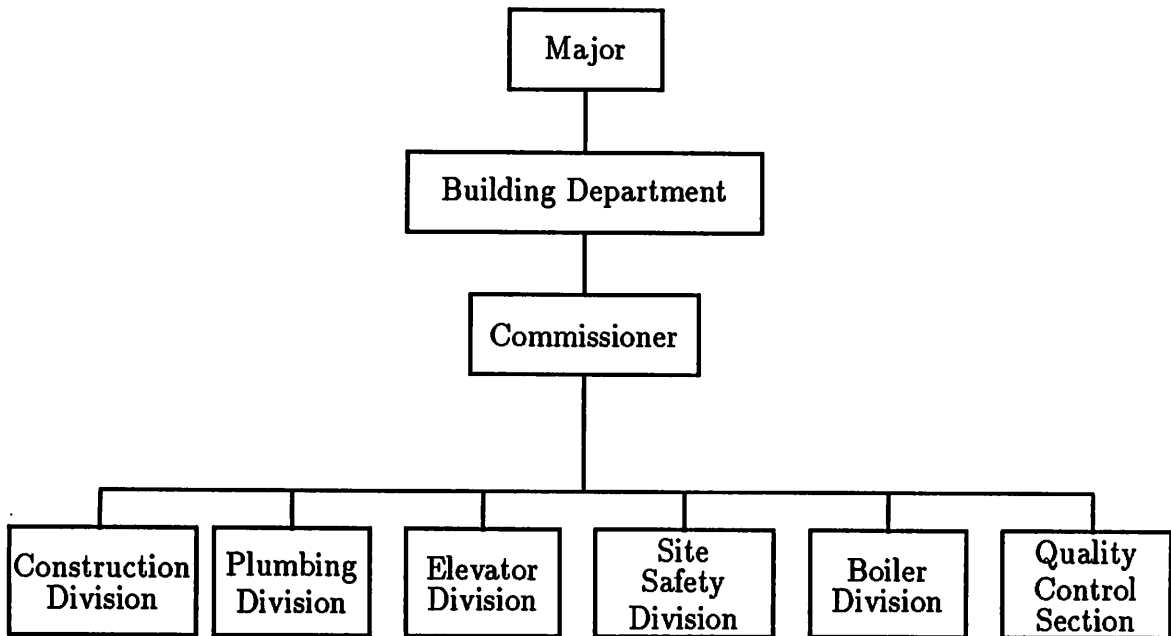 Major
Building Department
Commissioner
Construction
Division
Plumbing
Division
Elevator
Division
Site
Safety
Division
Boiler
Division
Quality
Control
Section